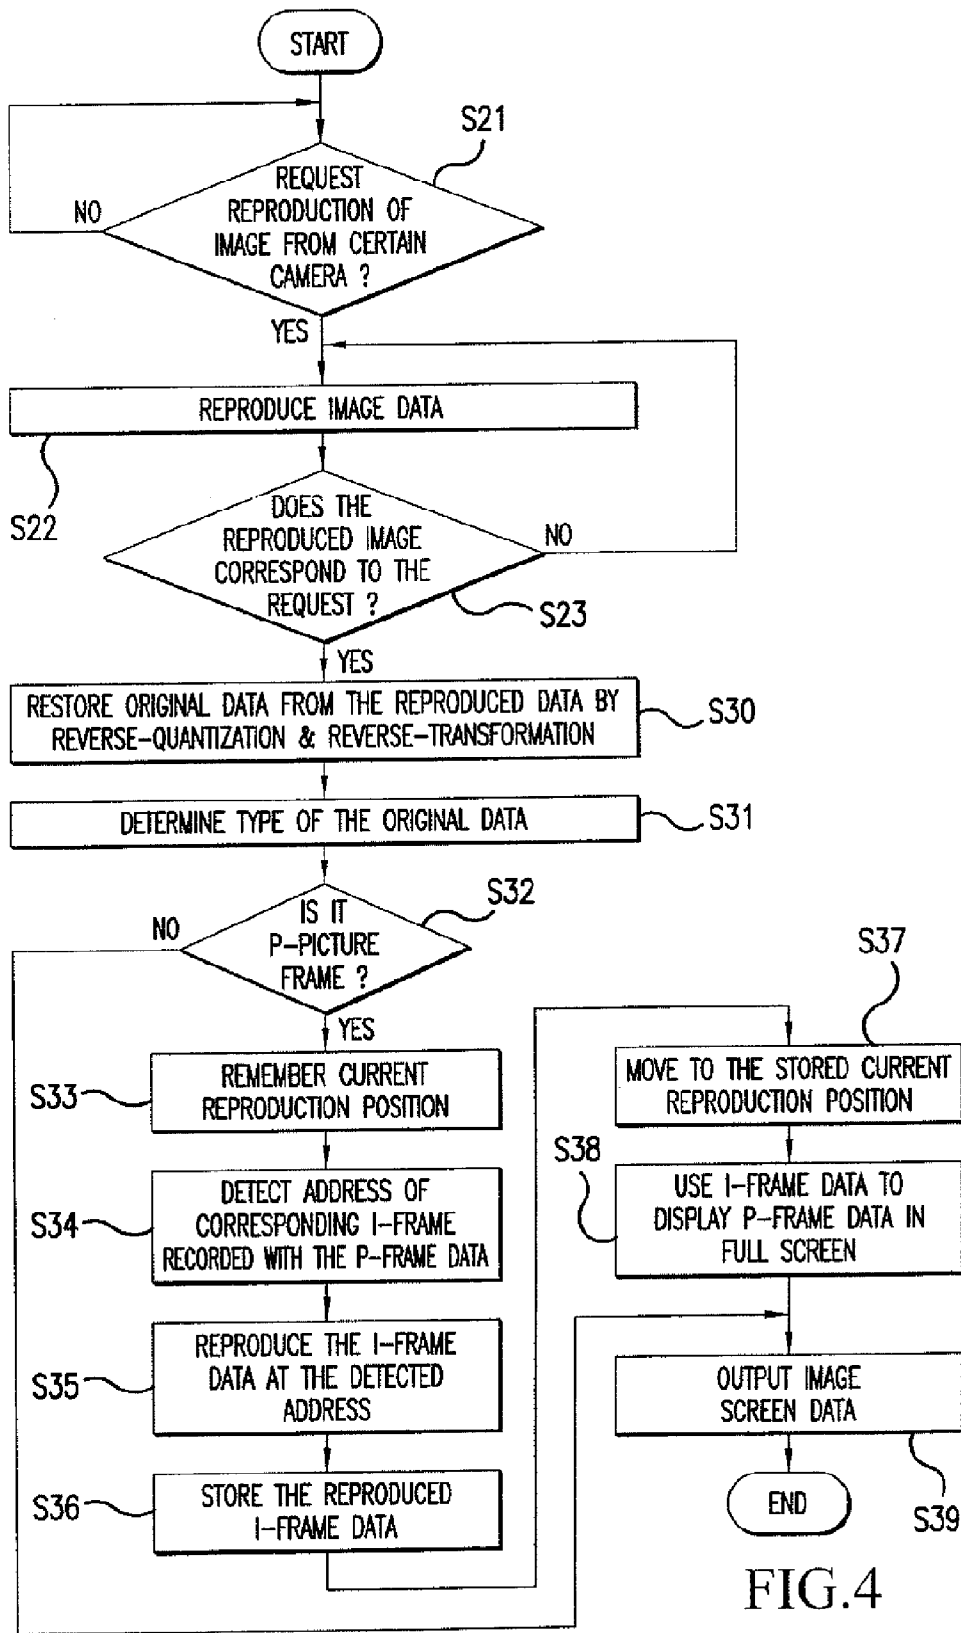 START
S21
REQUEST
REPRODUCTION OF
IMAGE FROM CERTAIN
CAMERA ?
NO
YES
REPRODUCE IMAGE DATA
S22
DOES THE
REPRODUCED IMAGE
CORRESPOND TO THE
REQUEST ?
NO
S23
YES
RESTORE ORIGINAL DATA FROM THE REPRODUCED DATA BY
REVERSE-QUANTIZATION & REVERSE-TRANSFORMATION
S30
DETERMINE TYPE OF THE ORIGINAL DATA
S31
S32
IS IT
P-PICTURE
FRAME ?
NO
YES
S33
REMEMBER CURRENT
REPRODUCTION POSITION
S34
DETECT ADDRESS OF
CORRESPONDING I-FRAME
RECORDED WITH THE P-FRAME DATA
S35
REPRODUCE THE I-FRAME
DATA AT THE DETECTED
ADDRESS
S36
STORE THE REPRODUCED
I-FRAME DATA
S37
MOVE TO THE STORED CURRENT
REPRODUCTION POSITION
S38
USE I-FRAME DATA TO
DISPLAY P-FRAME DATA IN
FULL SCREEN
OUTPUT IMAGE
SCREEN DATA
S39
END
FIG.4